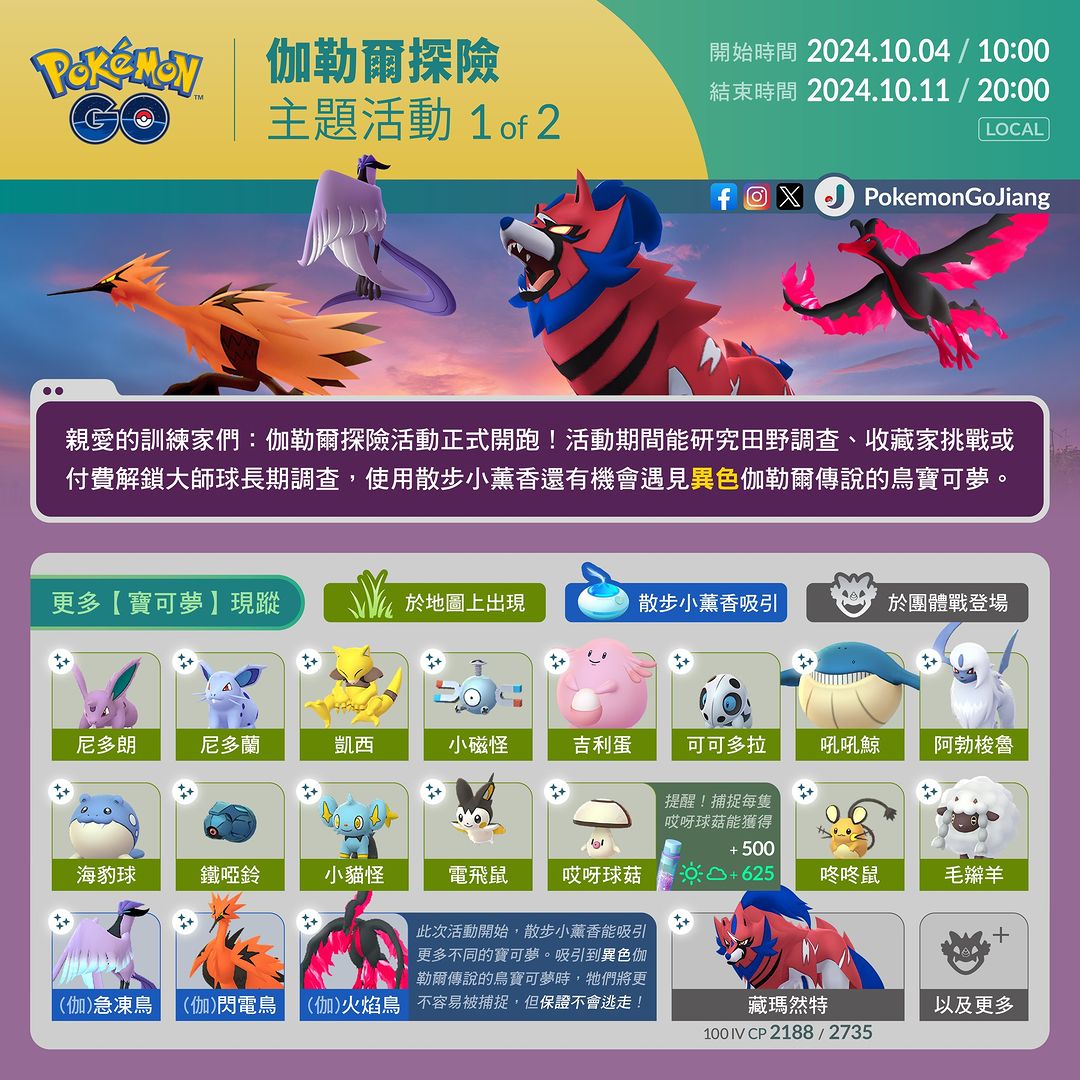 POKéMON
GO
TM
伽勒爾探險
主題活動 1 of 2
開始時間 2024.10.04 / 10:00
結束時間 2024.10.11 / 20:00
LOCAL
PokemonGoJiang
親愛的訓練家們：伽勒爾探險活動正式開跑！活動期間能研究田野調查、收藏家挑戰或
付費解鎖大師球長期調查，使用散步小薰香還有機會遇見異色伽勒爾傳說的鳥寶可夢。
更多【寶可夢】現蹤
於地圖上出現
散步小薰香吸引
於團體戰登場
尼多朗
尼多蘭
凱西
小磁怪
吉利蛋
可可多拉
吼吼鯨
阿勃梭魯
海豹球
鐵啞鈴
小貓怪
電飛鼠
哎呀球菇
提醒！捕捉每隻
哎呀球菇能獲得
+500
+625
咚咚鼠
毛辮羊
(伽)急凍鳥
(伽)閃電鳥
(伽)火焰鳥
此次活動開始，散步小薰香能吸引
更多不同的寶可夢。吸引到異色伽
勒爾傳說的鳥寶可夢時，牠們將更
不容易被捕捉，但保證不會逃走！
藏瑪然特
100 IV CP 2188 / 2735
+
以及更多